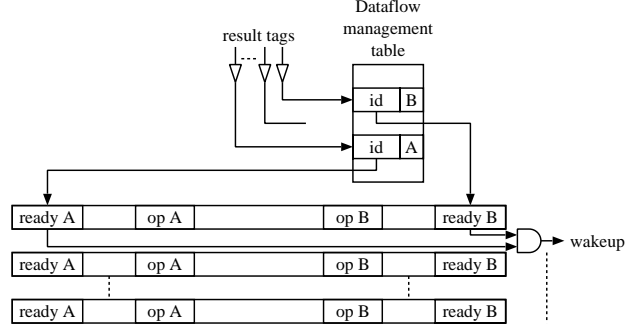 Dataflow
management
table
result tags
id B
id A
ready A op A op B ready B
wakeup
ready A op A op B ready B
ready A op A op B ready B